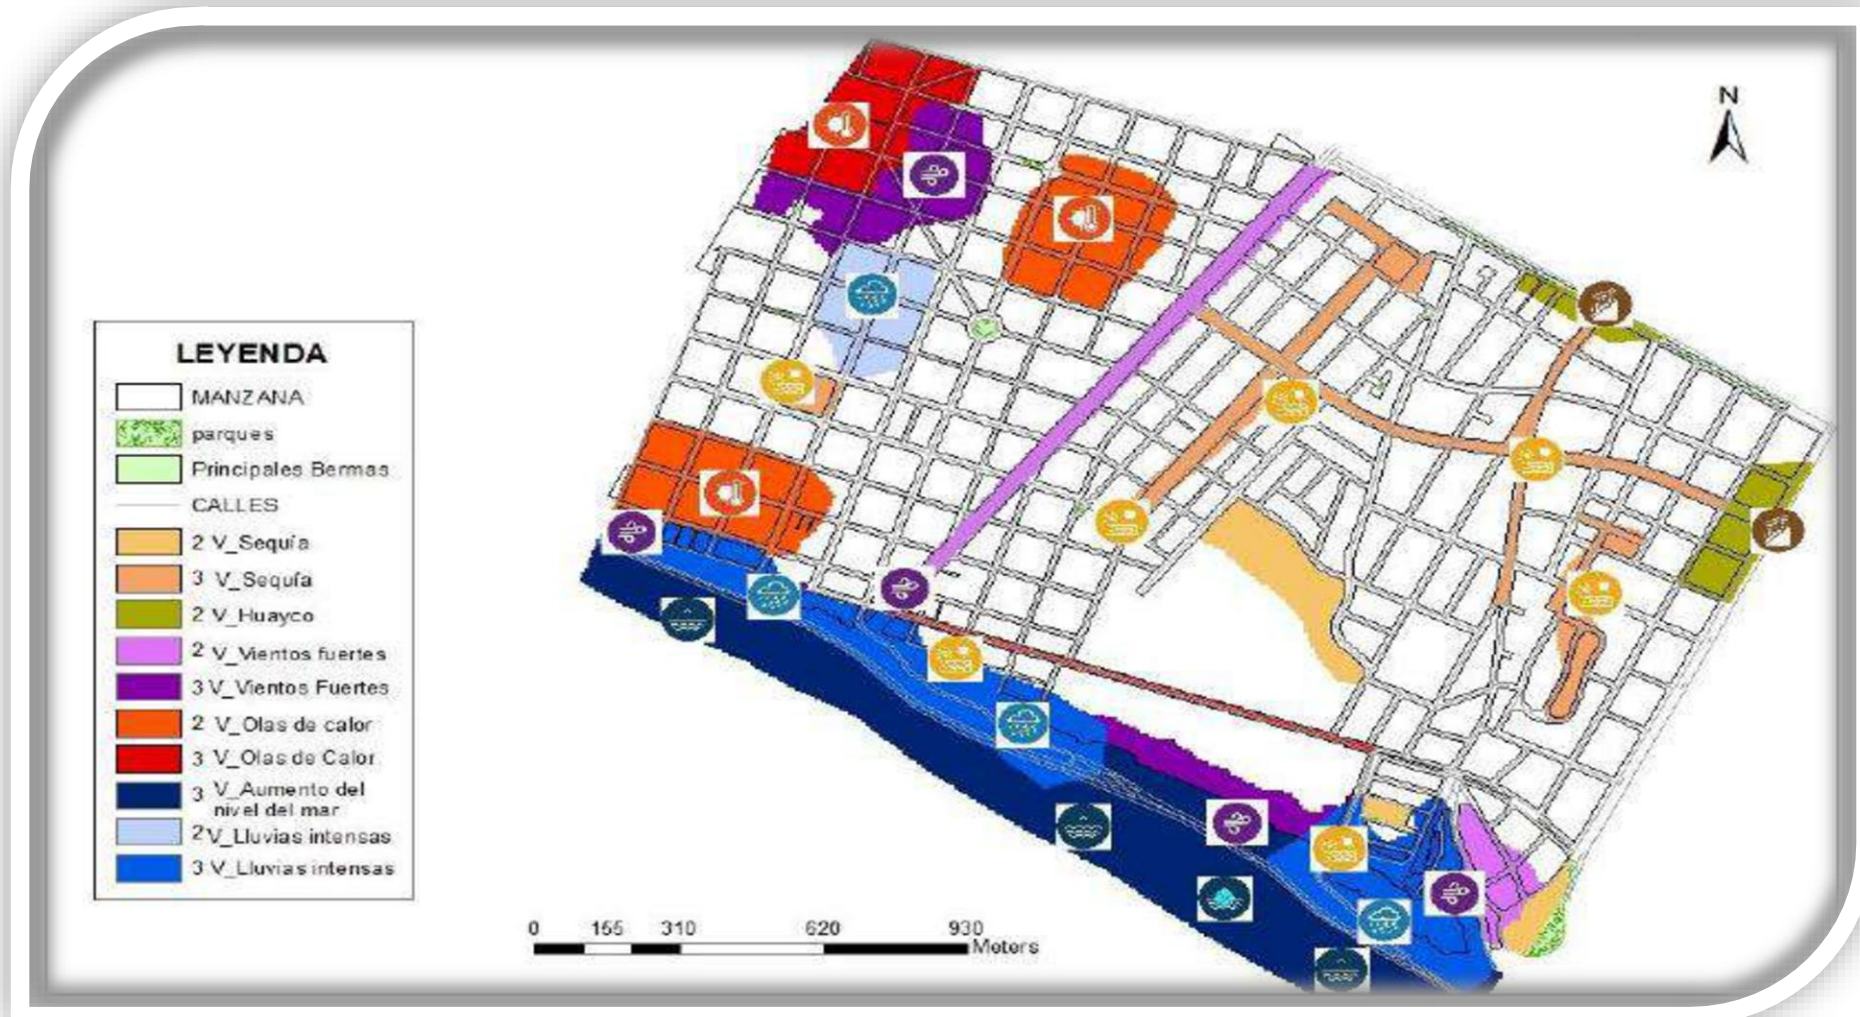 N
LEYENDA
MANZANA
parques
Principales Bermas
CALLES
2 V_Sequía
3 V_Sequía
2 V_Huayco
2 V_Vientos fuertes
3 V_Vientos Fuertes
2 V_Olas de calor
3 V_Olas de Calor
3 V_Aumento del
nivel del mar
2 V_Lluvias intensas
3 V_Lluvias intensas
0 155 310 620 930
Meters